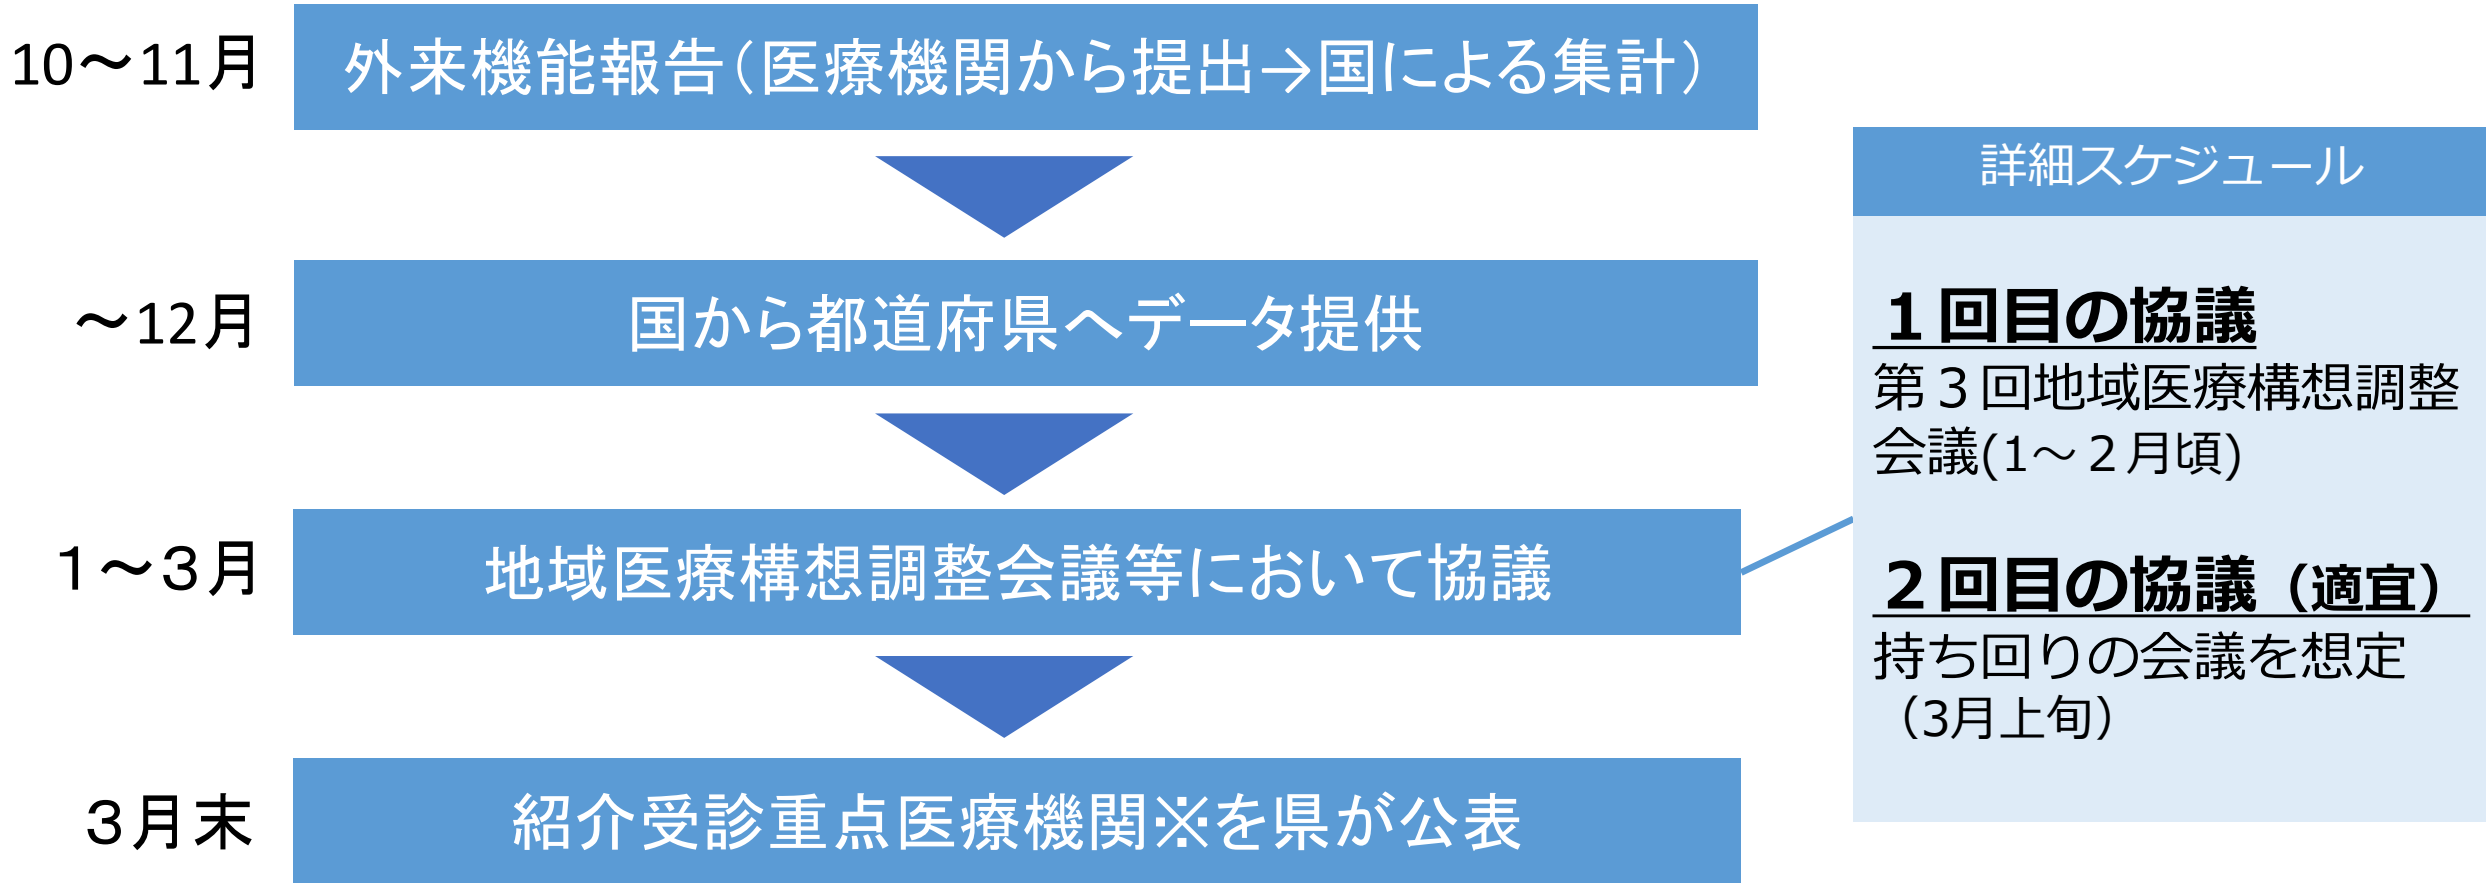 10～11月
外来機能報告（医療機関から提出→国による集計）
～12月
国から都道府県へデータ提供
１～３月
地域医療構想調整会議等において協議
３月末
紹介受診重点医療機関※を県が公表
詳細スケジュール
１回目の協議
第３回地域医療構想調整
会議(1～２月頃)
２回目の協議（適宜）
持ち回りの会議を想定
（3月上旬）